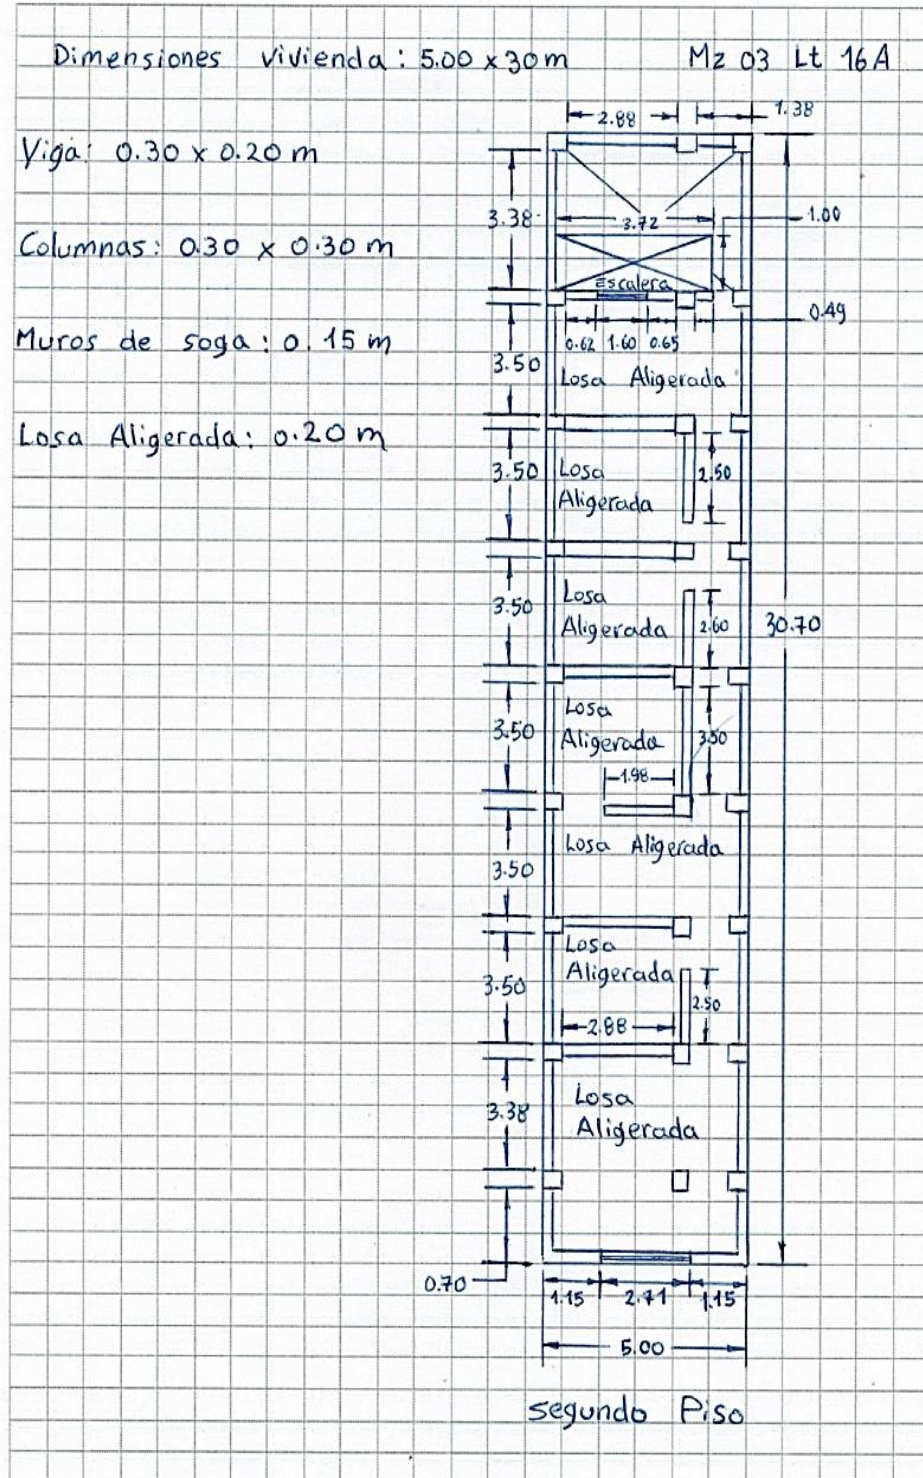 Dimensiones vivienda: 5.00 x 30m
Mz 03 Lt 16A
2.88
1.38
Viga: 0.30 x 0.20 m
3.38
3.72
1.00
Columnas: 0.30 x 0.30 m
Escalera
0.49
Muros de soga: 0.15 m
0.62 1.60 0.65
3.50
Losa Aligerada
Losa Aligerada: 0.20 m
3.50
Losa
Aligerada
2.50
3.50
Losa
Aligerada
2.60
30.70
3.50
Losa
Aligerada
3.50
1.98
3.50
Losa Aligerada
3.50
Losa
Aligerada
2.50
2.88
3.38
Losa
Aligerada
0.70
1.15 2.71 1.15
5.00
segundo Piso